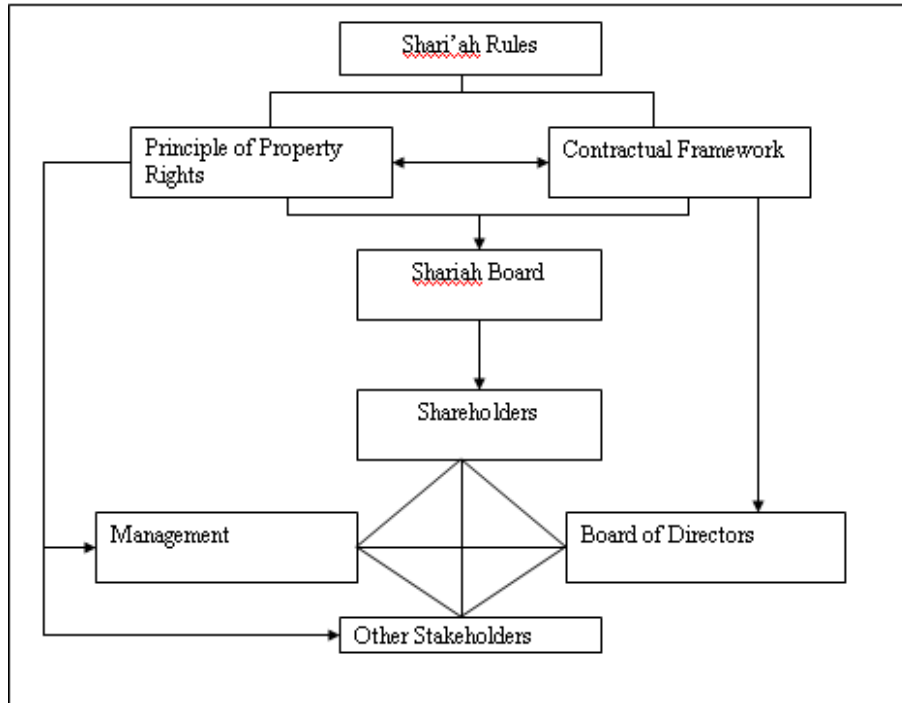 Shari'ah Rules
Principle of Property
Rights
Contractual Framework
Shariah Board
Shareholders
Management
Board of Directors
Other Stakeholders